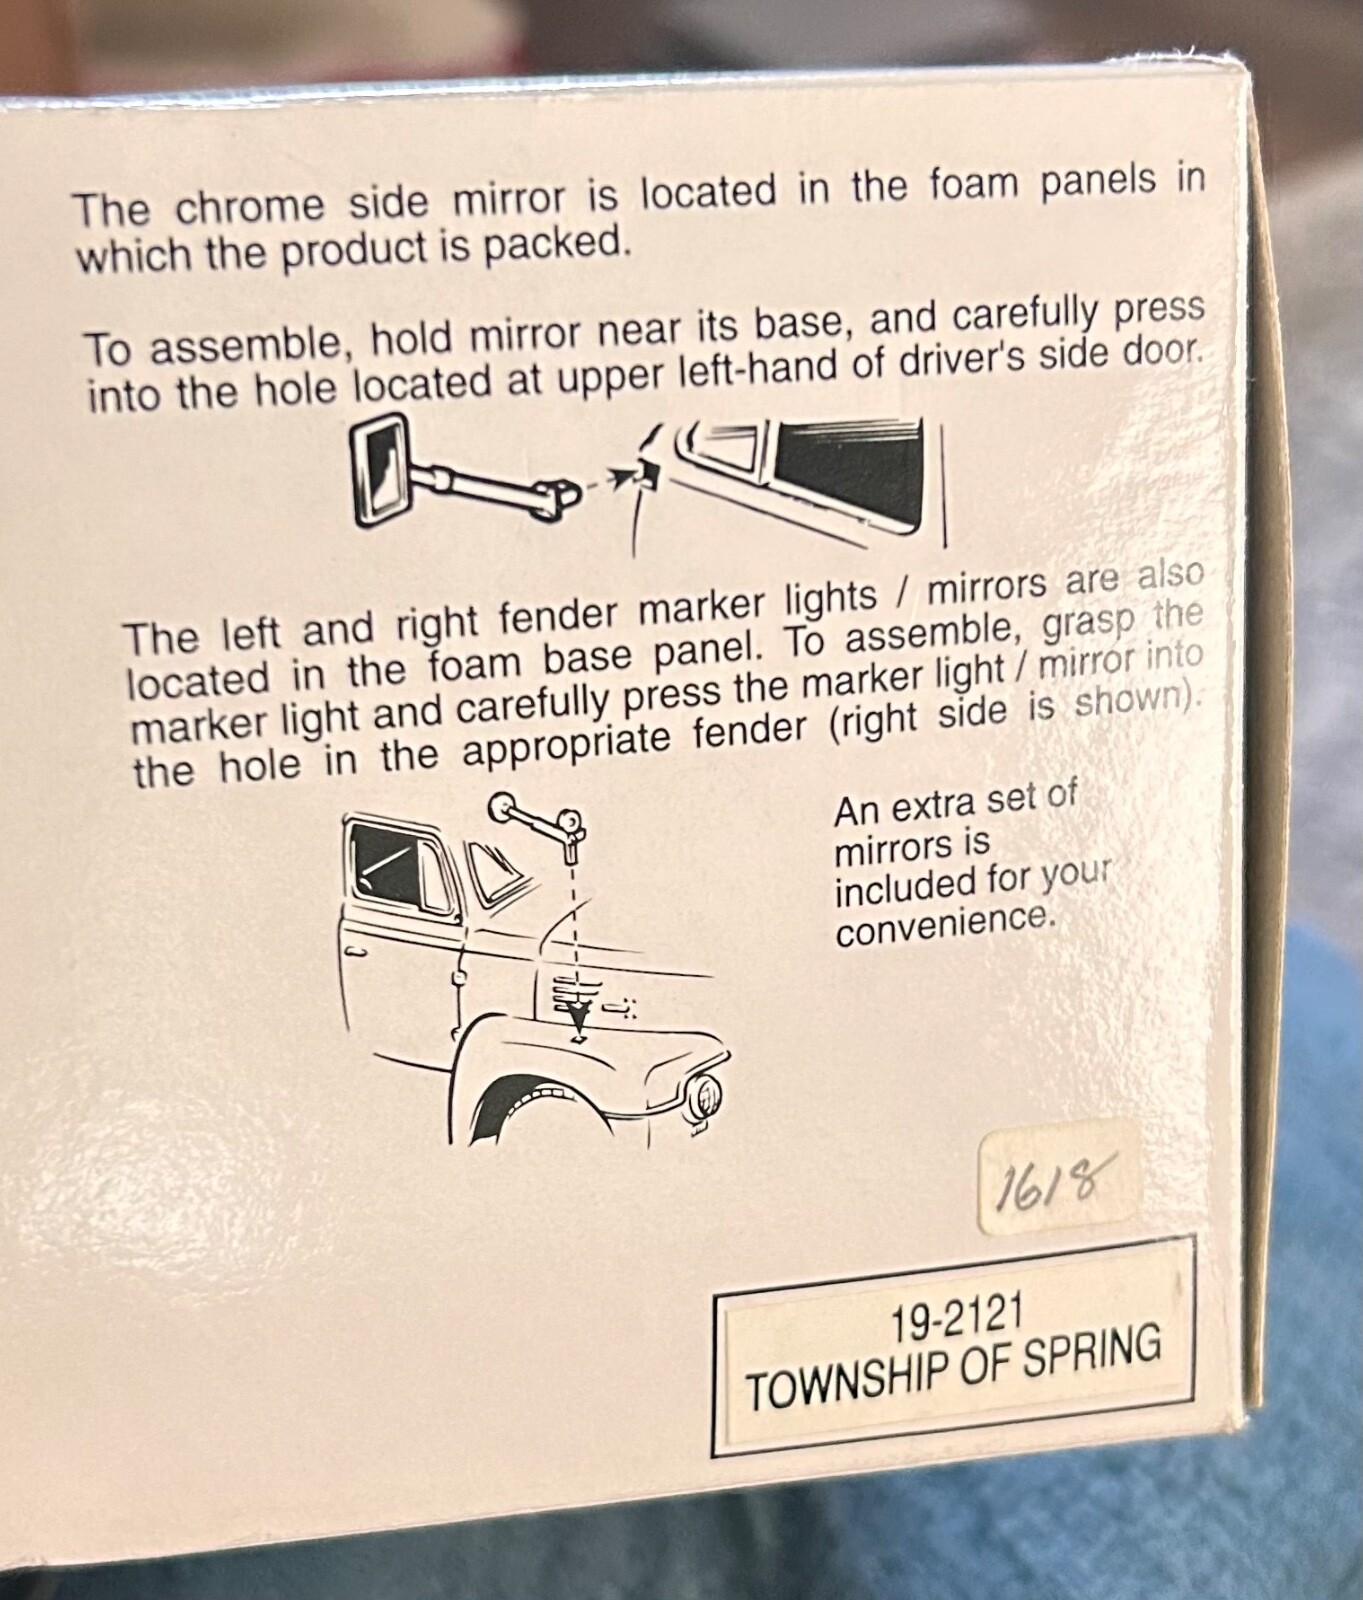 The chrome side mirror is located in the foam panels in
which the product is packed.
To assemble, hold mirror near its base, and carefully press
into the hole located at upper left-hand of driver's side door.
The left and right fender marker lights / mirrors are also
located in the foam base panel. To assemble, grasp the
marker light and carefully press the marker light / mirror into
the hole in the appropriate fender (right side is shown).
An extra set of
mirrors is
included for your
convenience.
1618
19-2121
TOWNSHIP OF SPRING